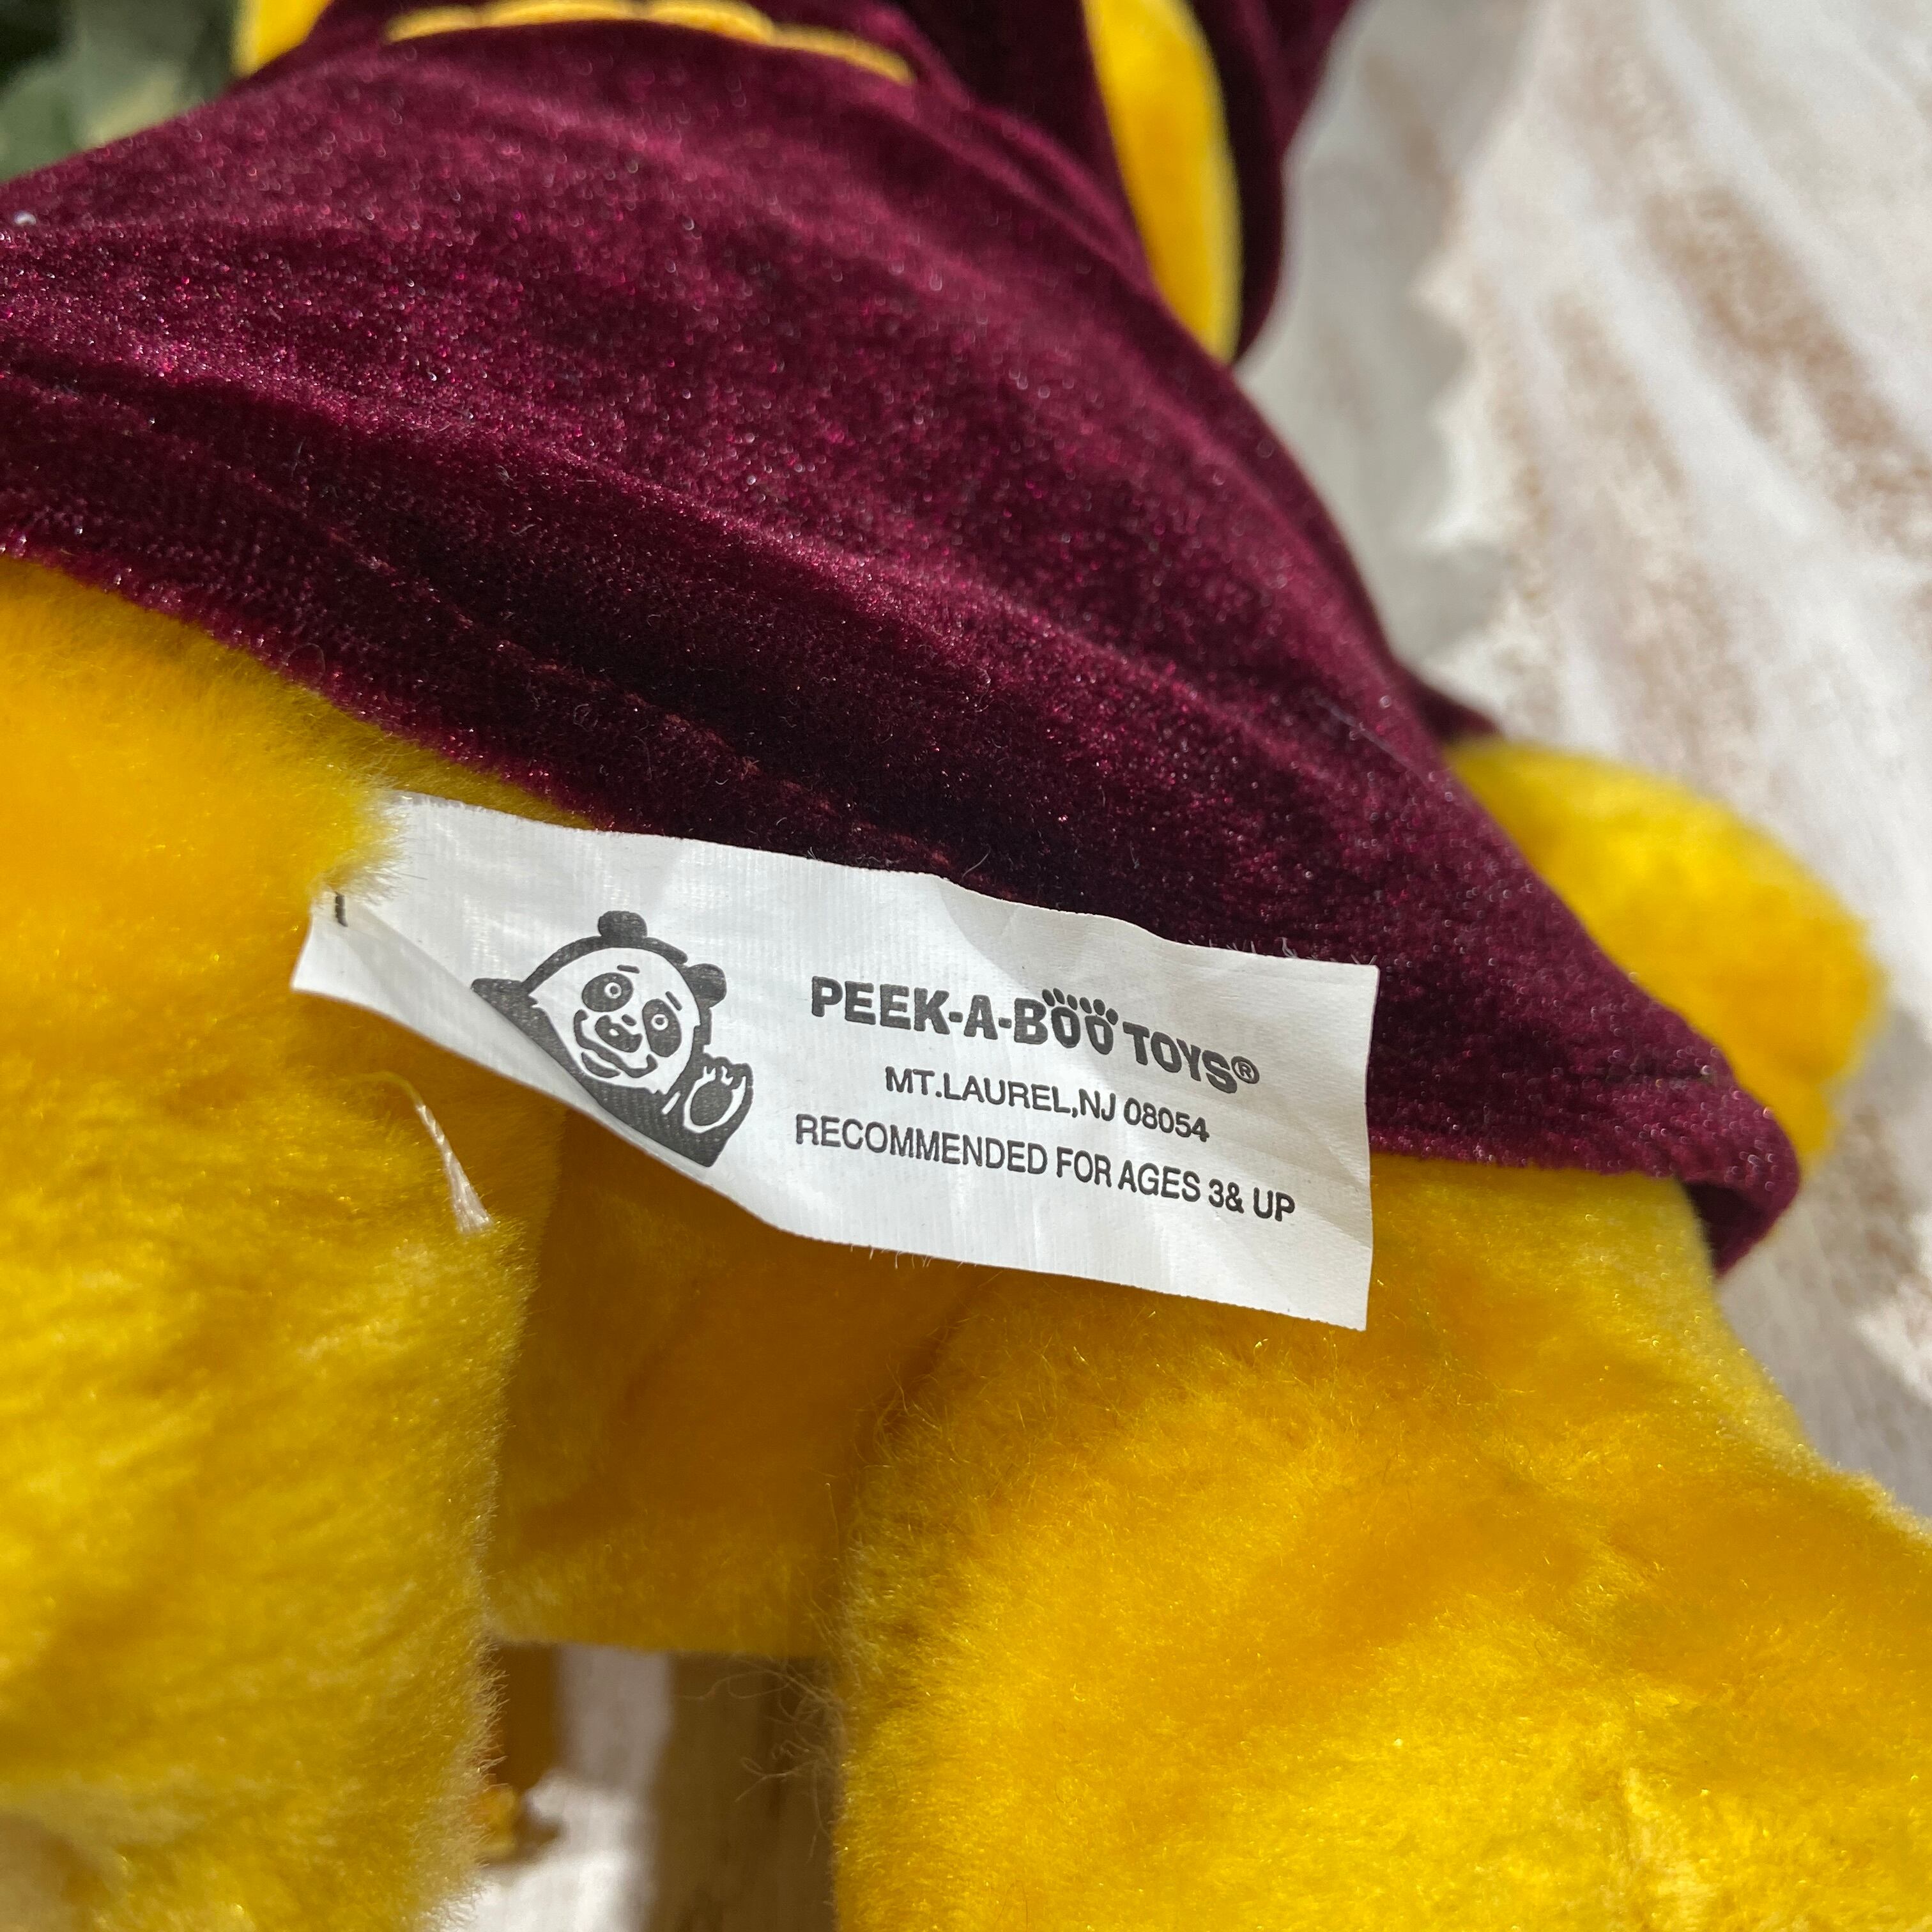 PEEK-A-BOO TOYS®
MT.LAUREL,NJ 08054
RECOMMENDED FOR AGES 3& UP